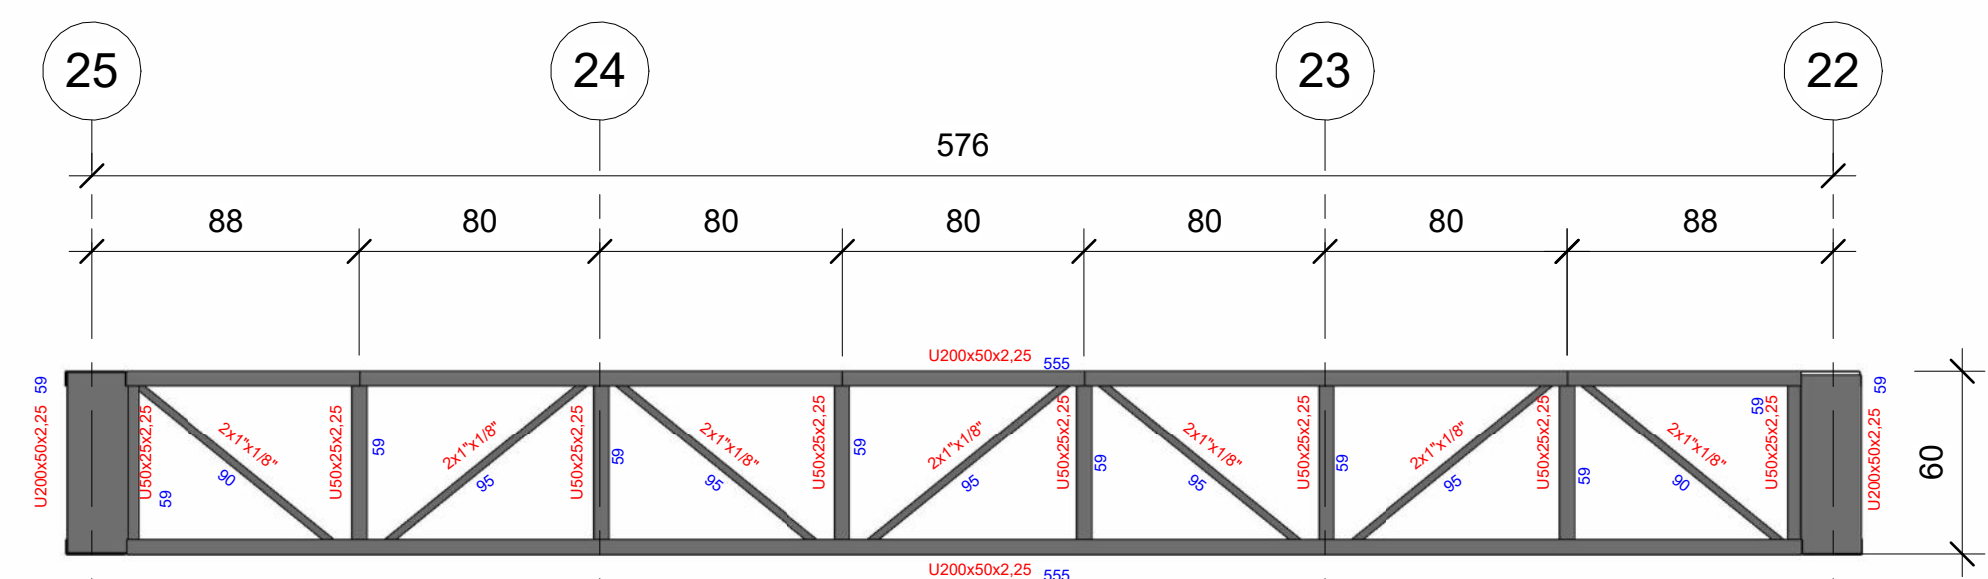 25 24 23 22
576
88 80 80 80 80 80 88
U200x50x2,25 555
59 U200x50x2,25
U50x25x2,25 59
2x1"x1/8" 90
U50x25x2,25 59
2x1"x1/8" 95
U50x25x2,25 59
2x1"x1/8" 95
U50x25x2,25 59
2x1"x1/8" 95
U50x25x2,25 59
2x1"x1/8" 95
U50x25x2,25 59
2x1"x1/8" 95
U50x25x2,25 59
2x1"x1/8" 90
59 U50x25x2,25
59 U200x50x2,25
60
U200x50x2,25 555